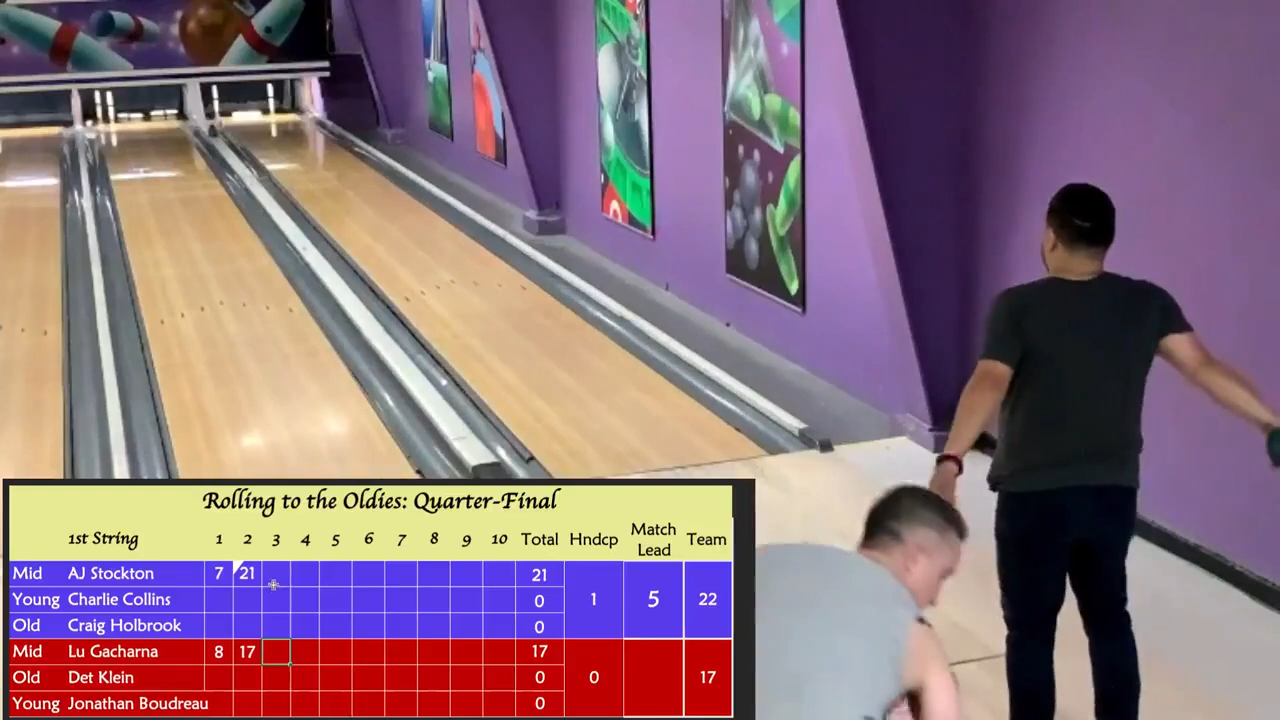 Rolling to the Oldies: Quarter-Final
1st String 1 2 3 4 5 6 7 8 9 10 Total Hndcp Match Lead Team
Mid AJ Stockton 7 21 21
Young Charlie Collins 0 1 5 22
Old Craig Holbrook 0
Mid Lu Gacharna 8 17 17
Old Det Klein 0 0 17
Young Jonathan Boudreau 0